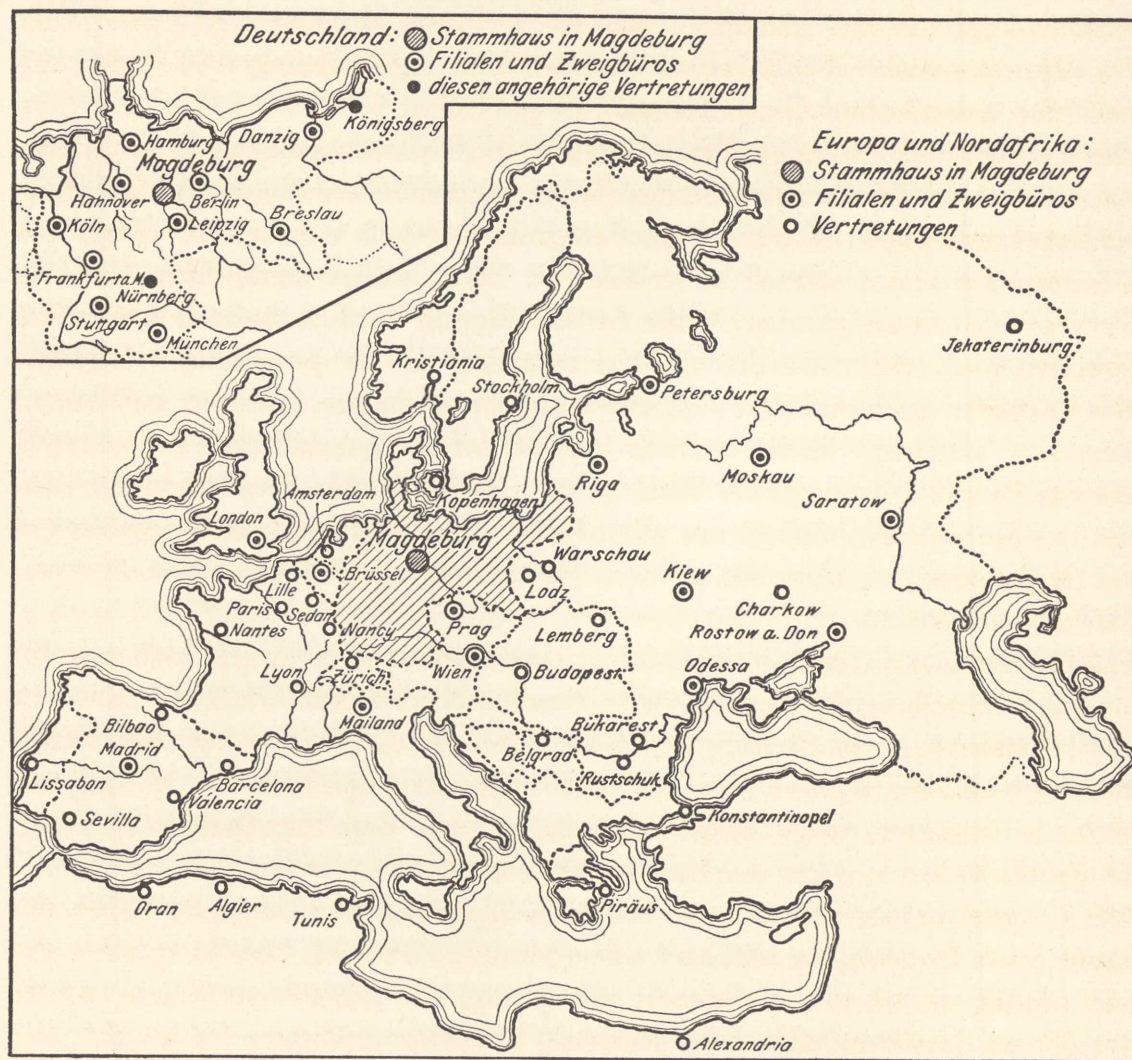 Deutschland: Stammhaus in Magdeburg
Filialen und Zweigbüros
diesen angehörige Vertretungen
Königsberg
Danzig
Hamburg
Magdeburg
Hannover
Berlin
Köln
Leipzig
Breslau
Frankfurt a. M.
Nürnberg
Stuttgart
München
Europa und Nordafrika:
Stammhaus in Magdeburg
Filialen und Zweigbüros
Vertretungen
Jekaterinburg
Kristiania
Stockholm
Petersburg
Moskau
Riga
Saratow
Amsterdam
Kopenhagen
London
Magdeburg
Warschau
Brüssel
Lodz
Kiew
Lille
Charkow
Paris
Sedan
Prag
Lemberg
Rostow a. Don
Nantes
Nancy
Lyon
Zürich
Wien
Budapest
Odessa
Mailand
Bilbao
Bukarest
Madrid
Belgrad
Lissabon
Barcelona
Rustschuk
Valencia
Sevilla
Konstantinopel
Oran
Algier
Tunis
Piräus
Alexandria